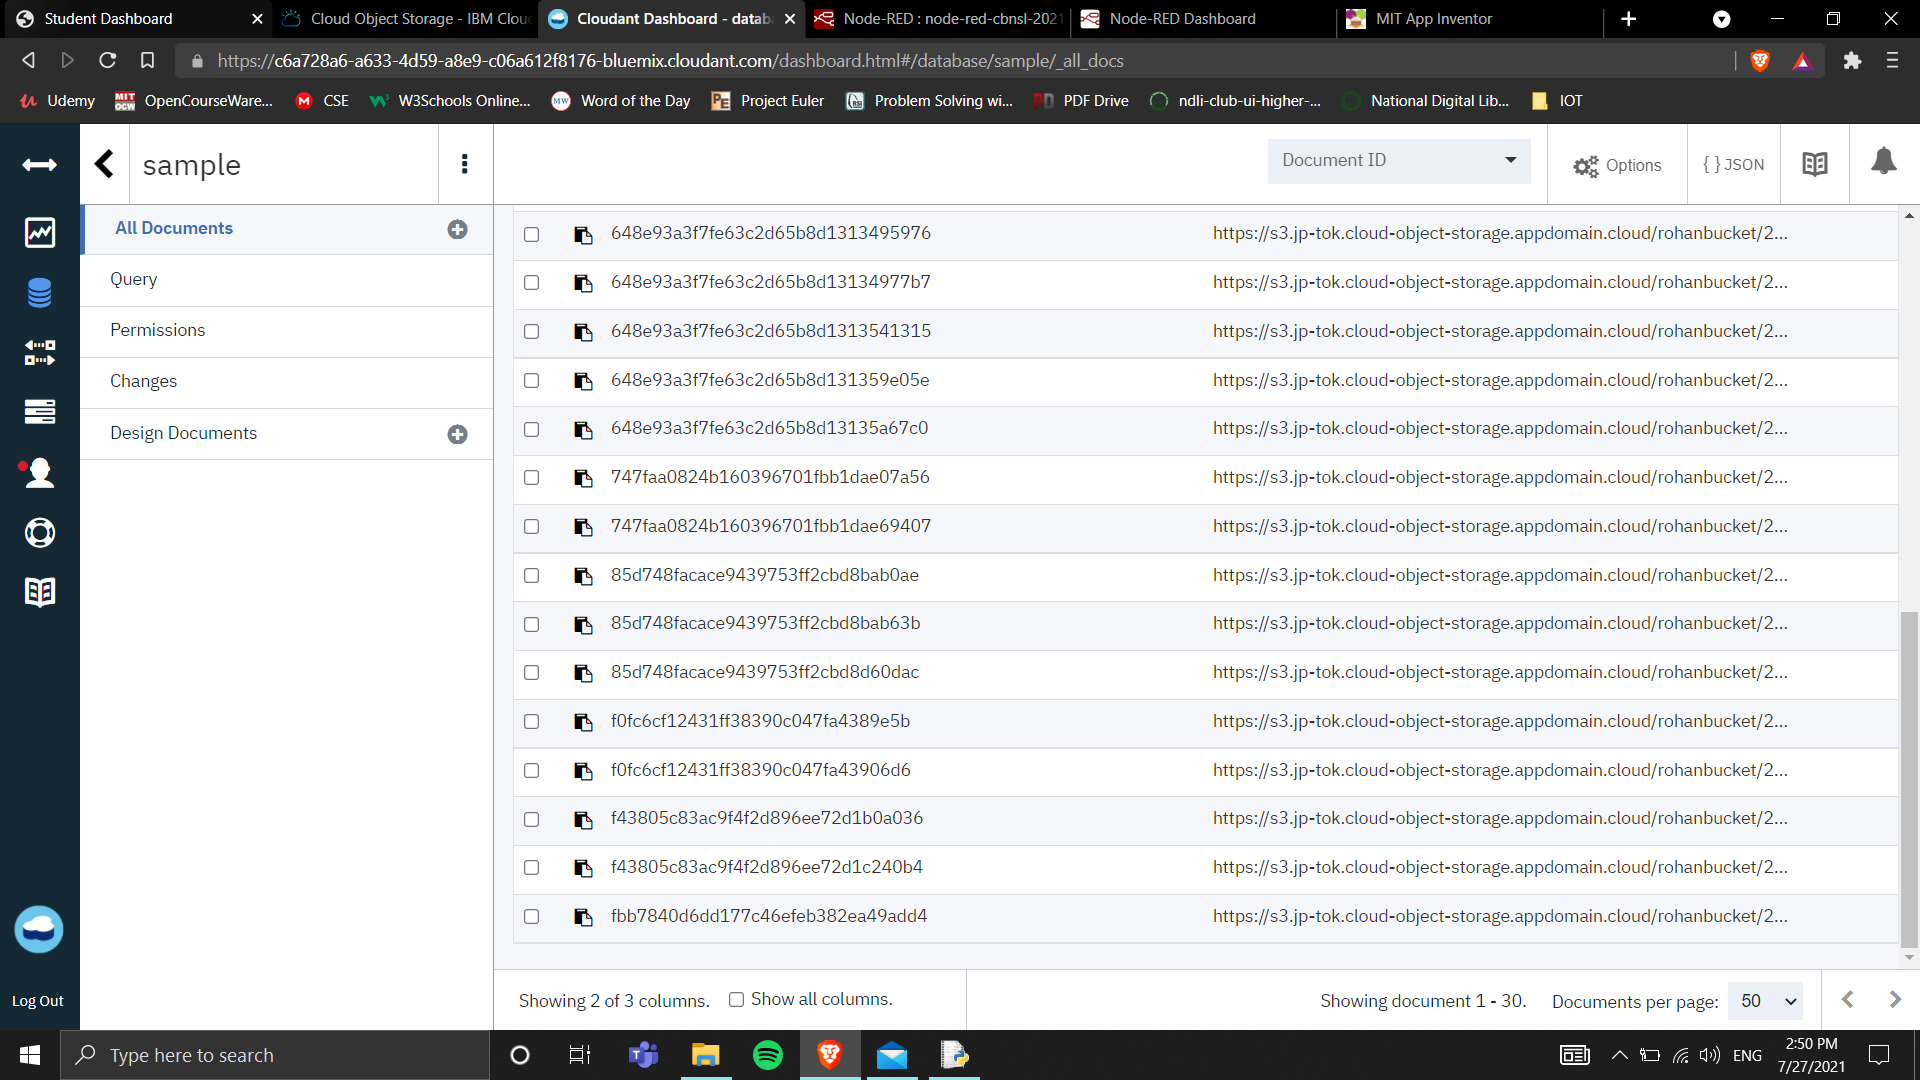 Student Dashboard
Cloud Object Storage - IBM Clou
Cloudant Dashboard - datab
Node-RED : node-red-cbnsl-2021
Node-RED Dashboard
MIT App Inventor
https://c6a728a6-a633-4d59-a8e9-c06a612f8176-bluemix.cloudant.com/dashboard.html#/database/sample/_all_docs
Udemy
MIT OCW OpenCourseWare...
CSE
W3Schools Online...
MW Word of the Day
PE Project Euler
Problem Solving wi...
PD PDF Drive
ndli-club-ui-higher-...
National Digital Lib...
IOT
sample
Document ID
Options
{ } JSON
All Documents
Query
Permissions
Changes
Design Documents
648e93a3f7fe63c2d65b8d1313495976 https://s3.jp-tok.cloud-object-storage.appdomain.cloud/rohanbucket/2...
648e93a3f7fe63c2d65b8d13134977b7 https://s3.jp-tok.cloud-object-storage.appdomain.cloud/rohanbucket/2...
648e93a3f7fe63c2d65b8d1313541315 https://s3.jp-tok.cloud-object-storage.appdomain.cloud/rohanbucket/2...
648e93a3f7fe63c2d65b8d131359e05e https://s3.jp-tok.cloud-object-storage.appdomain.cloud/rohanbucket/2...
648e93a3f7fe63c2d65b8d13135a67c0 https://s3.jp-tok.cloud-object-storage.appdomain.cloud/rohanbucket/2...
747faa0824b160396701fbb1dae07a56 https://s3.jp-tok.cloud-object-storage.appdomain.cloud/rohanbucket/2...
747faa0824b160396701fbb1dae69407 https://s3.jp-tok.cloud-object-storage.appdomain.cloud/rohanbucket/2...
85d748facace9439753ff2cbd8bab0ae https://s3.jp-tok.cloud-object-storage.appdomain.cloud/rohanbucket/2...
85d748facace9439753ff2cbd8bab63b https://s3.jp-tok.cloud-object-storage.appdomain.cloud/rohanbucket/2...
85d748facace9439753ff2cbd8d60dac https://s3.jp-tok.cloud-object-storage.appdomain.cloud/rohanbucket/2...
f0fc6cf12431ff38390c047fa4389e5b https://s3.jp-tok.cloud-object-storage.appdomain.cloud/rohanbucket/2...
f0fc6cf12431ff38390c047fa43906d6 https://s3.jp-tok.cloud-object-storage.appdomain.cloud/rohanbucket/2...
f43805c83ac9f4f2d896ee72d1b0a036 https://s3.jp-tok.cloud-object-storage.appdomain.cloud/rohanbucket/2...
f43805c83ac9f4f2d896ee72d1c240b4 https://s3.jp-tok.cloud-object-storage.appdomain.cloud/rohanbucket/2...
fbb7840d6dd177c46efeb382ea49add4 https://s3.jp-tok.cloud-object-storage.appdomain.cloud/rohanbucket/2...
Log Out
Showing 2 of 3 columns.
Show all columns.
Showing document 1 - 30.
Documents per page: 50
Type here to search
ENG
2:50 PM
7/27/2021